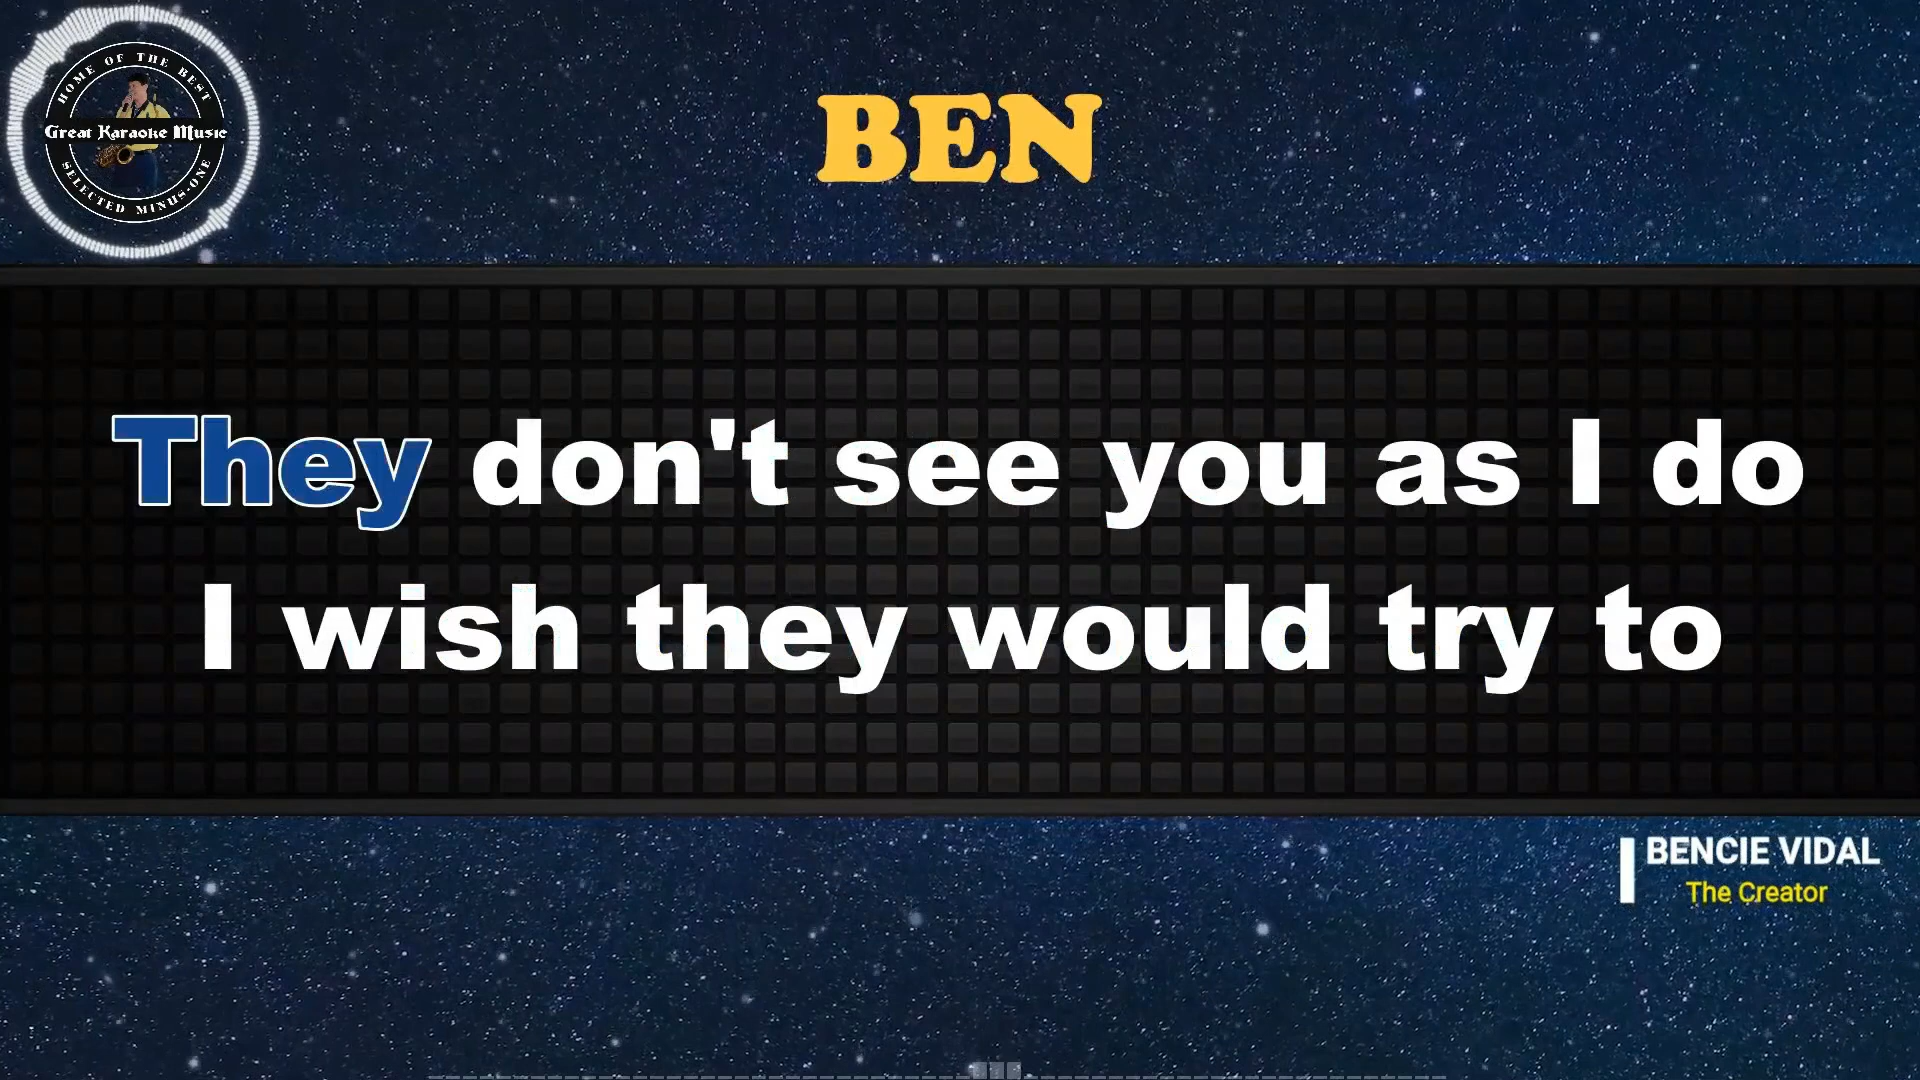 HOME OF THE BEST
Great Karaoke Music
SELECTED MINUS-ONE
BEN
They don't see you as I do
I wish they would try to
BENCIE VIDAL
The Creator